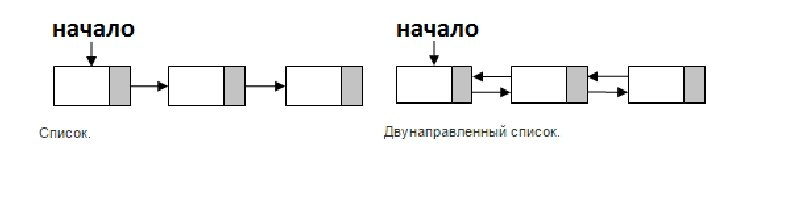 начало
начало
Список.
Двунаправленный список.